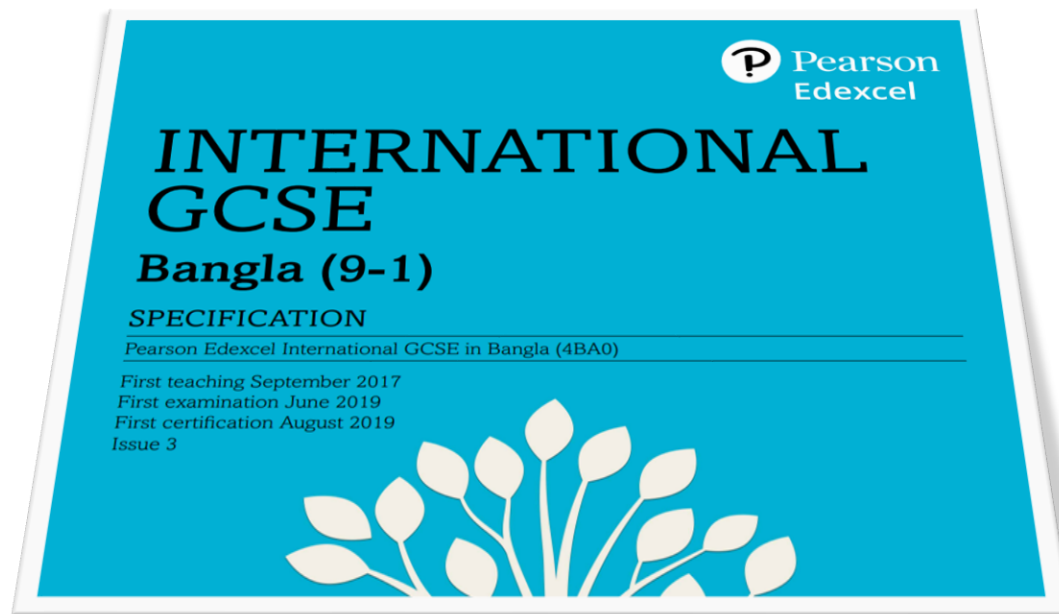 Pearson
Edexcel
INTERNATIONAL
GCSE
Bangla (9-1)
SPECIFICATION
Pearson Edexcel International GCSE in Bangla (4BA0)
First teaching September 2017
First examination June 2019
First certification August 2019
Issue 3